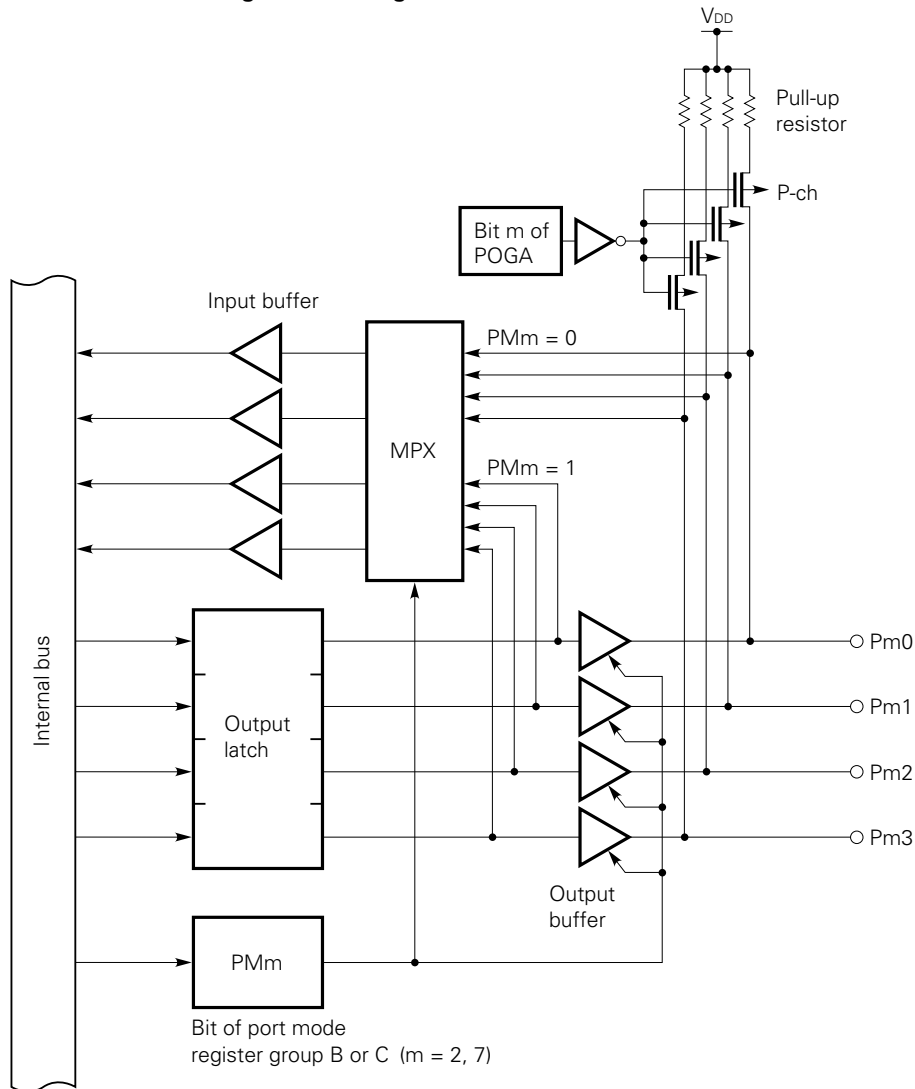 VDD
Pull-up
resistor
P-ch
Bit m of
POGA
Input buffer
PMm = 0
MPX
PMm = 1
Internal bus
Output
latch
Pm0
Pm1
Pm2
Pm3
Output
buffer
PMm
Bit of port mode
register group B or C (m = 2, 7)